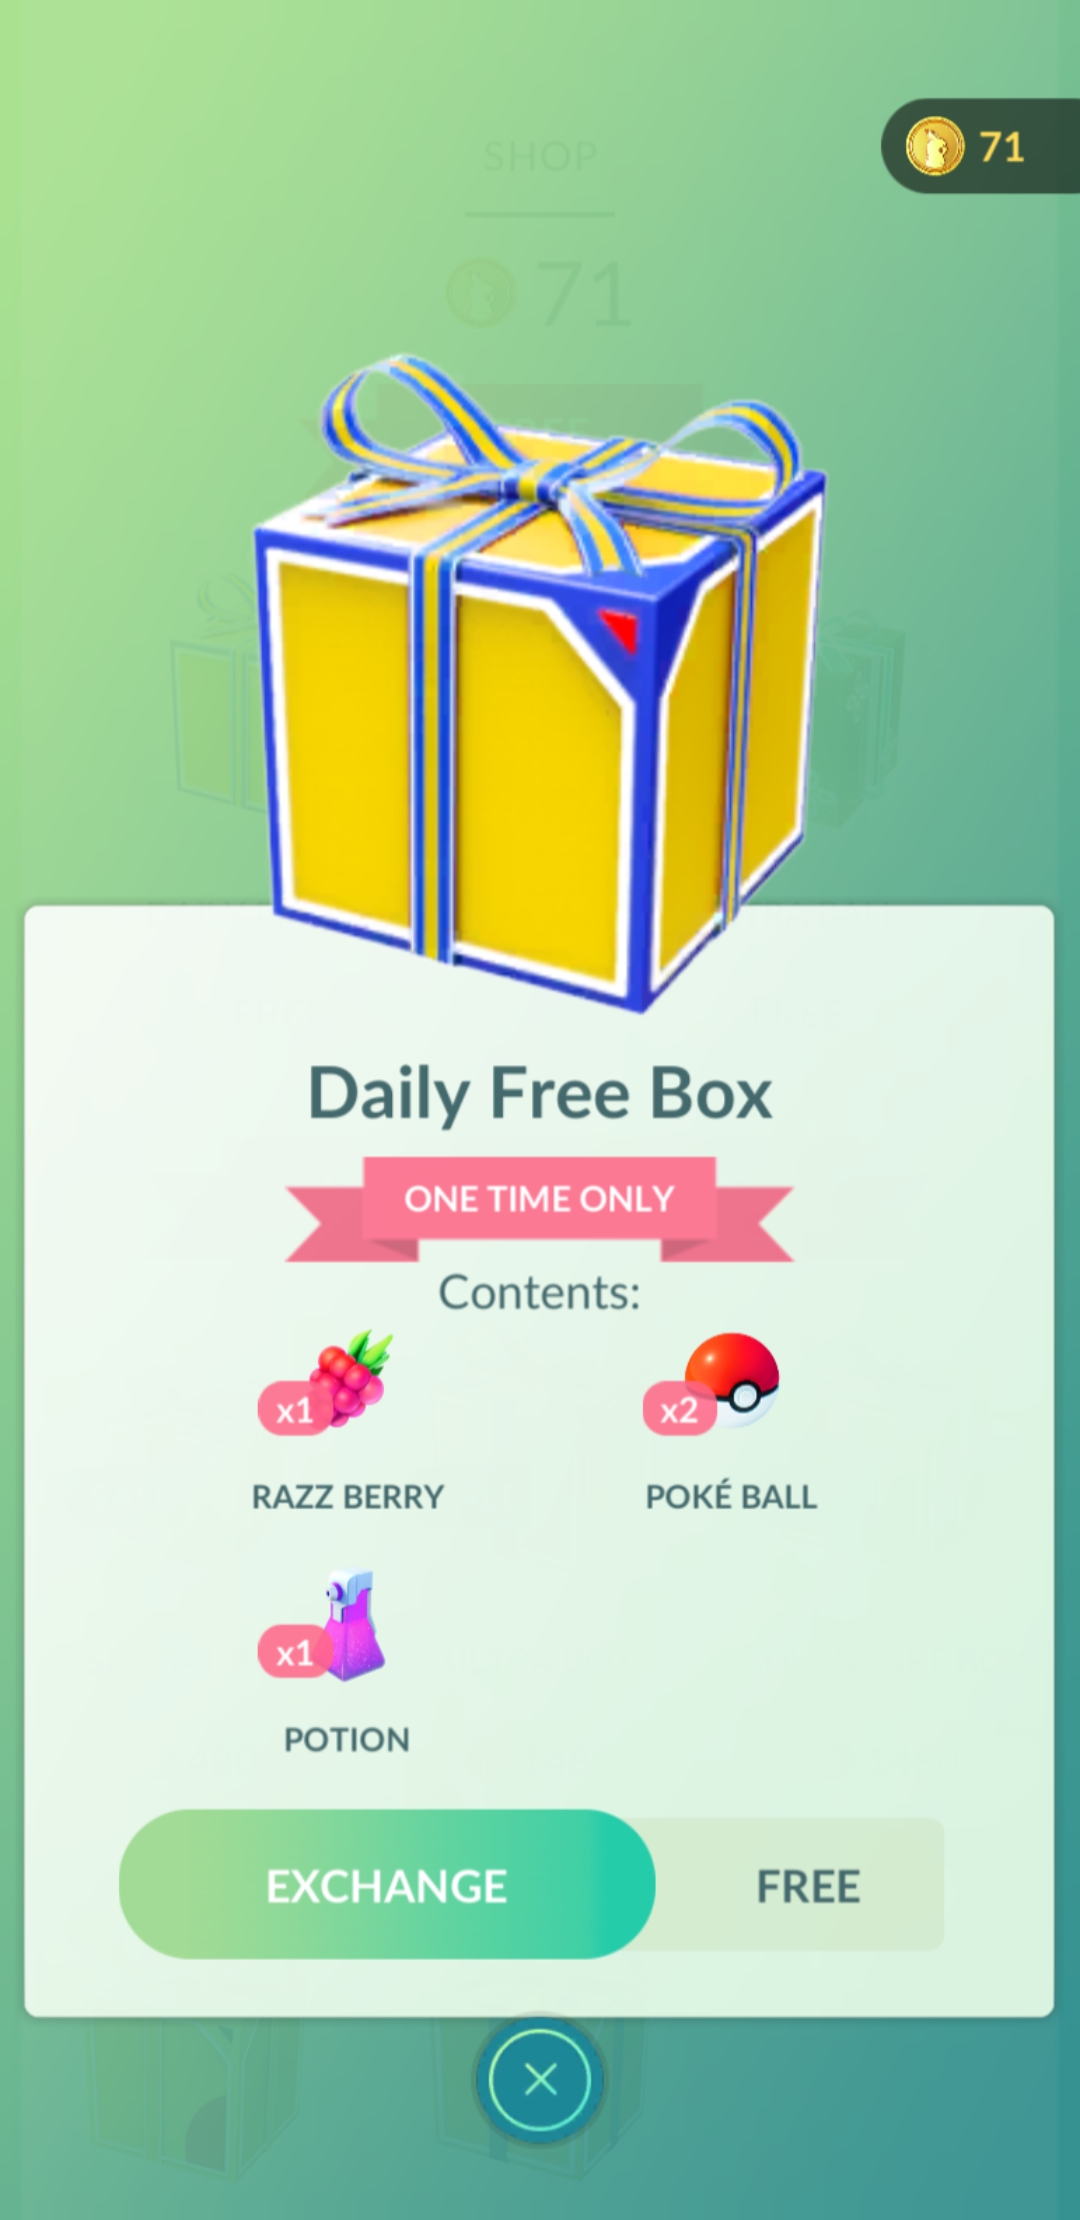 71
SHOP
71
FREE
Daily Free Box
ONE TIME ONLY
Contents:
x1
x2
RAZZ BERRY
POKÉ BALL
x1
POTION
EXCHANGE
FREE